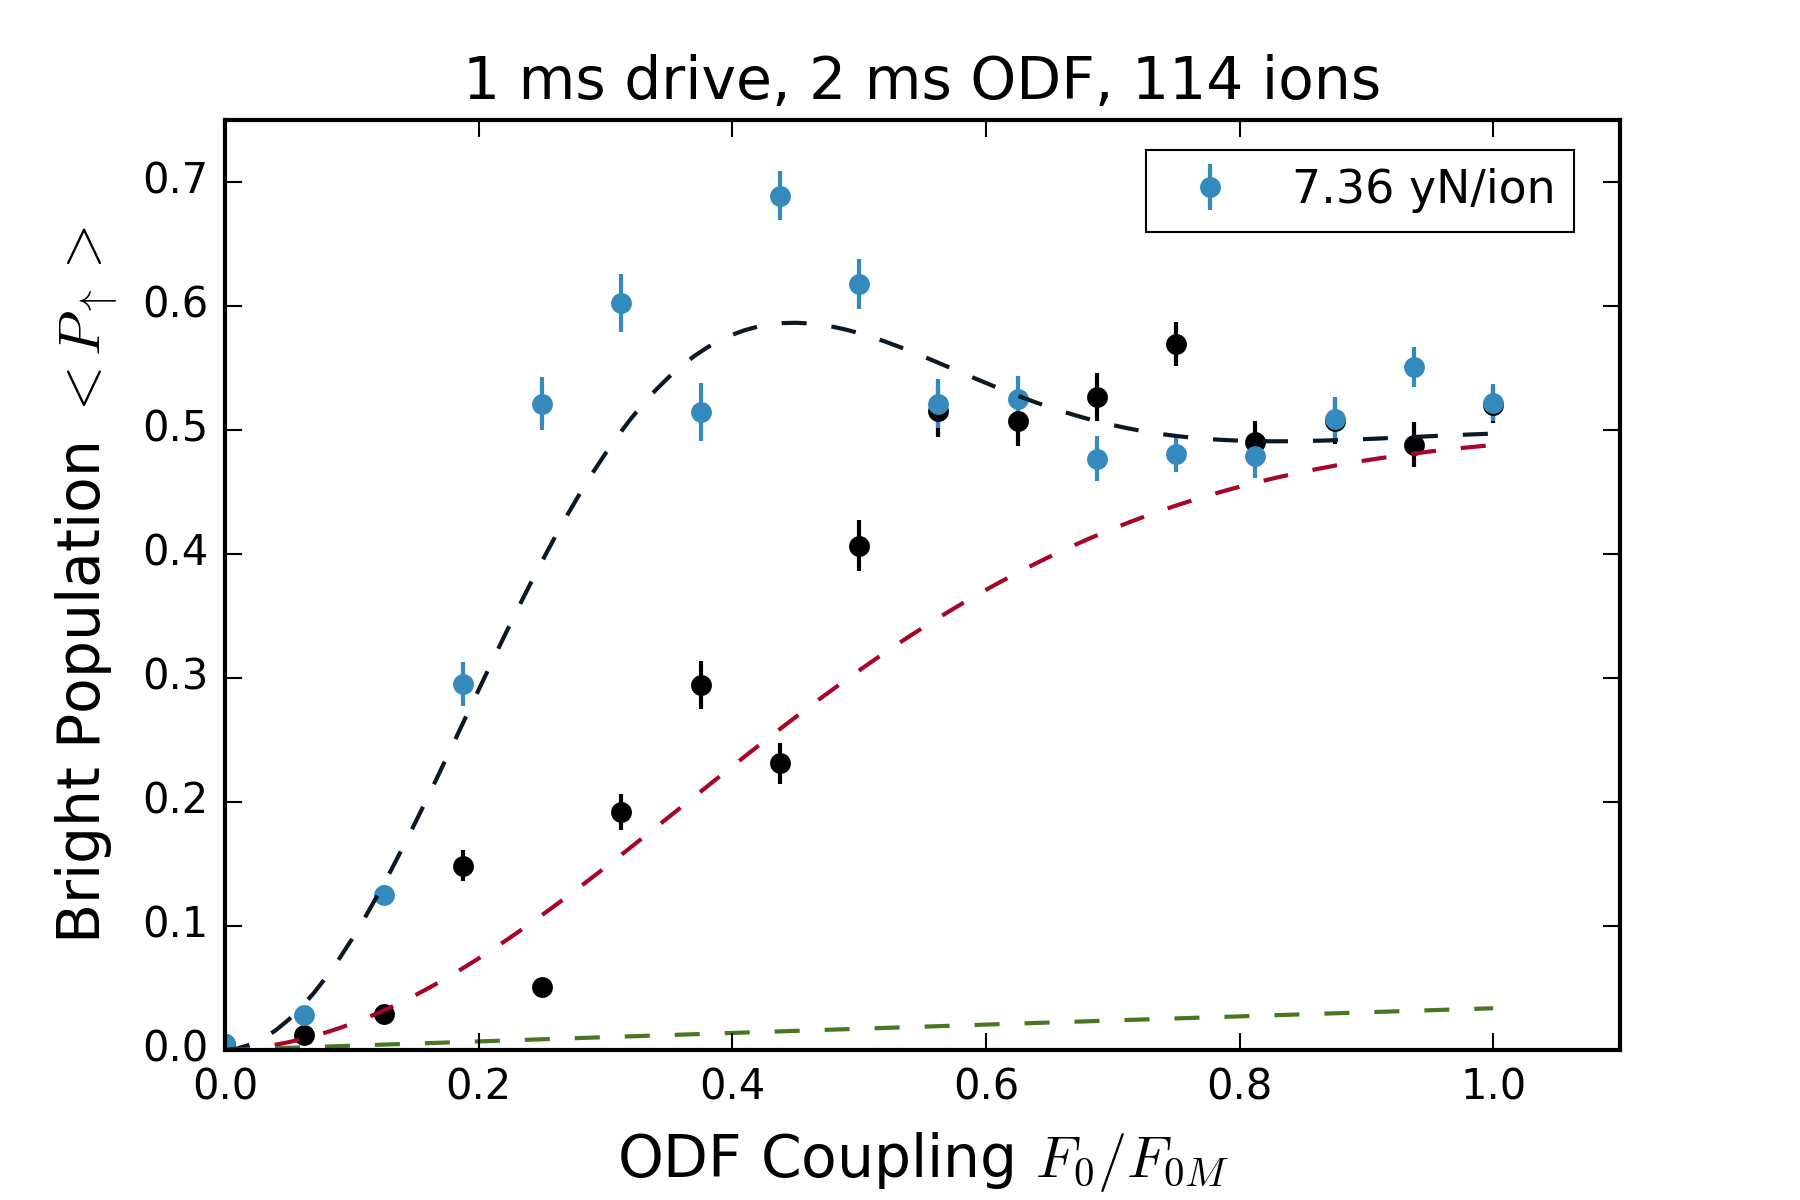 1 ms drive, 2 ms ODF, 114 ions
7.36 yN/ion
Bright Population < P↑ >
0.7
0.6
0.5
0.4
0.3
0.2
0.1
0.0
0.0 0.2 0.4 0.6 0.8 1.0
ODF Coupling F₀/F₀M